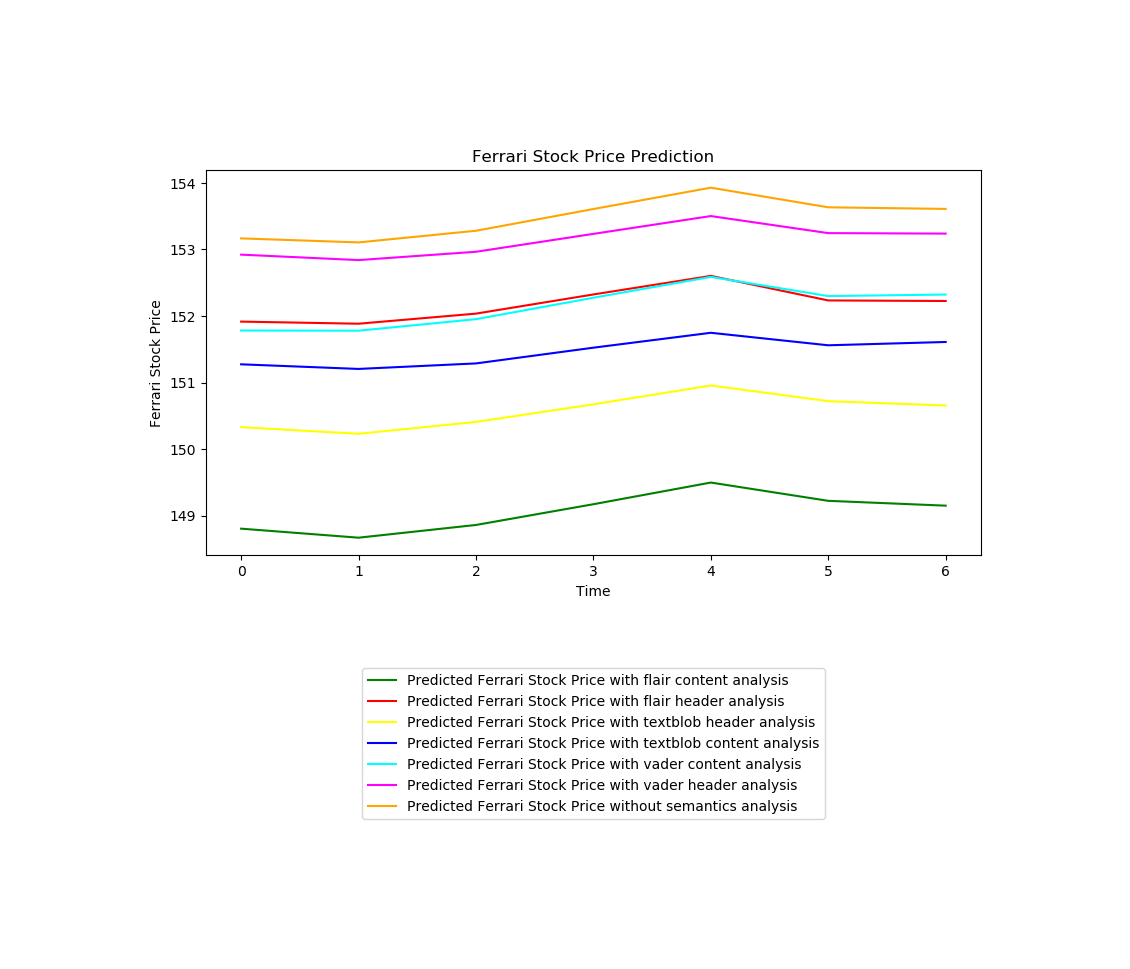 Ferrari Stock Price Prediction
Ferrari Stock Price
154
153
152
151
150
149
0 1 2 3 4 5 6
Time
Predicted Ferrari Stock Price with flair content analysis
Predicted Ferrari Stock Price with flair header analysis
Predicted Ferrari Stock Price with textblob header analysis
Predicted Ferrari Stock Price with textblob content analysis
Predicted Ferrari Stock Price with vader content analysis
Predicted Ferrari Stock Price with vader header analysis
Predicted Ferrari Stock Price without semantics analysis